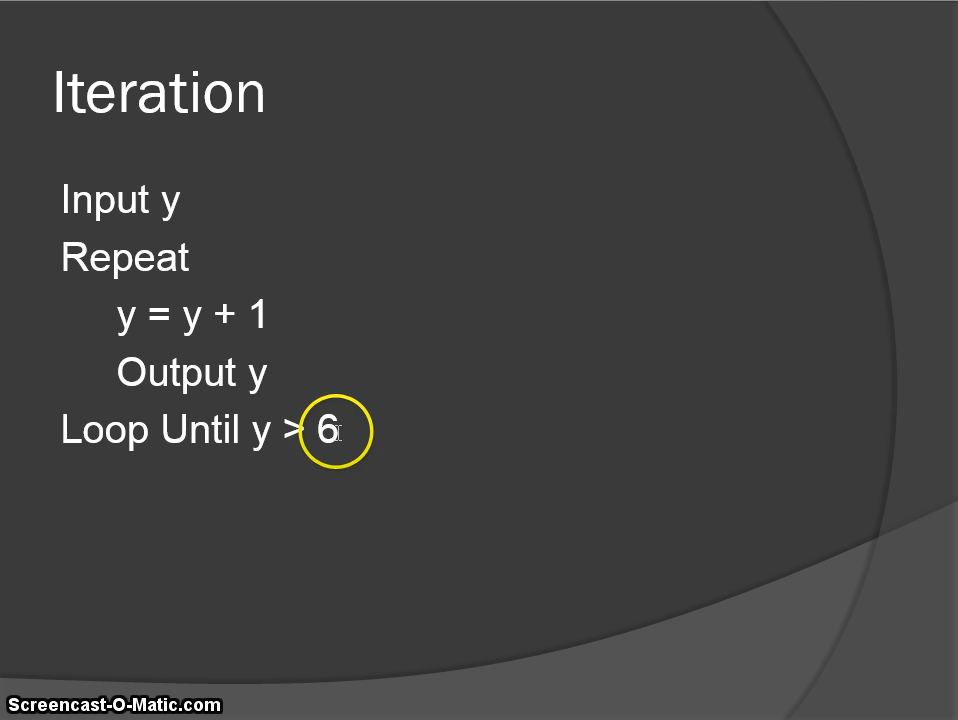 Iteration
Input y
Repeat
y = y + 1
Output y
Loop Until y > 6
Screencast-O-Matic.com